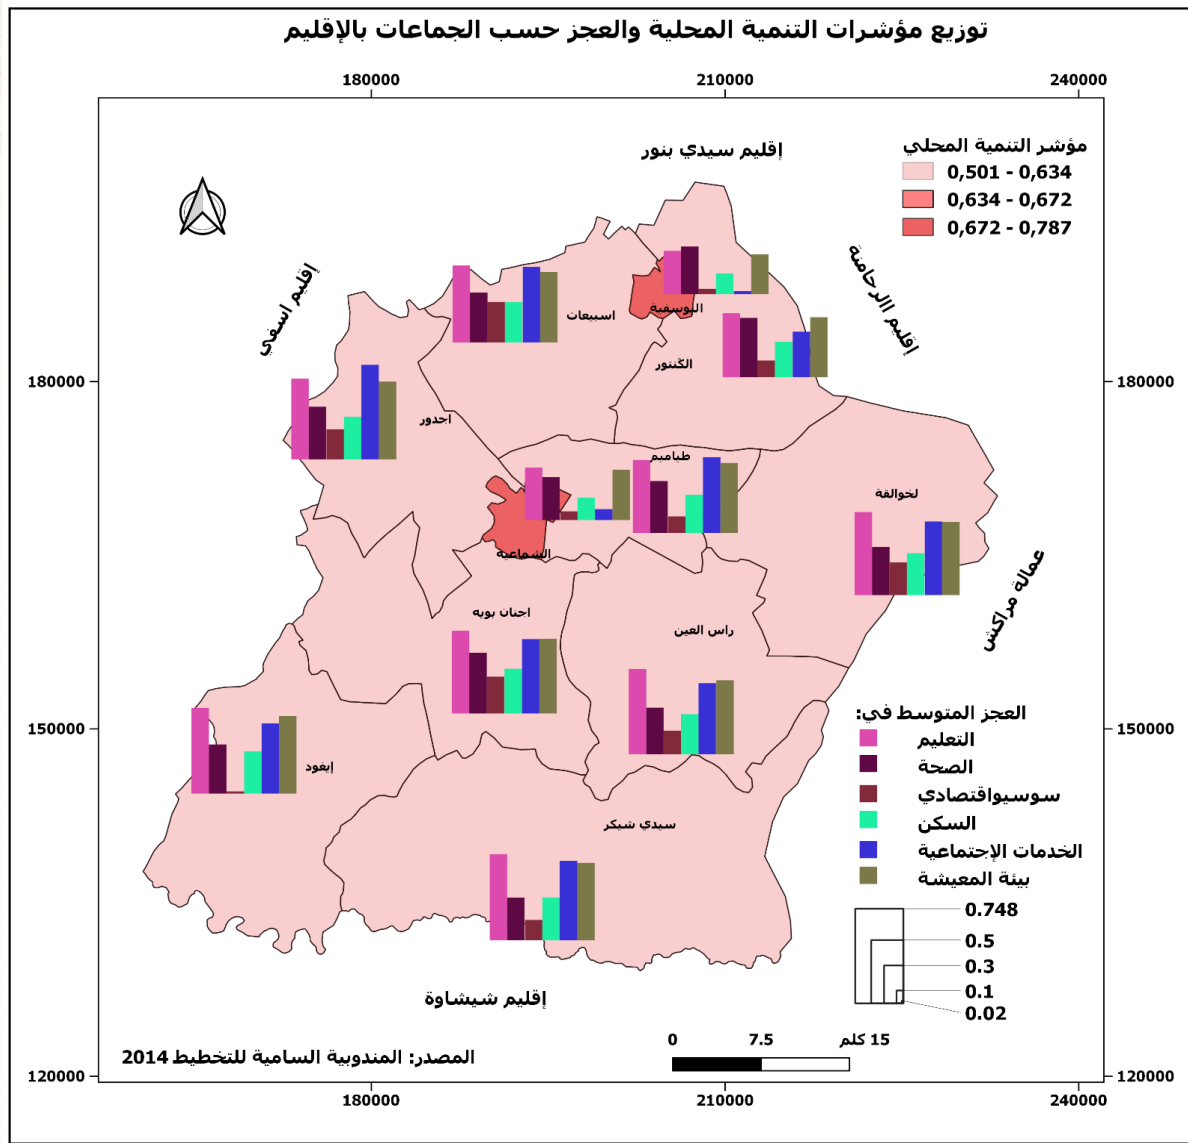 توزيع مؤشرات التنمية المحلية والعجز حسب الجماعات بالإقليم
180000
210000
240000
إقليم سيدي بنور
مؤشر التنمية المحلي
0,501 - 0,634
0,634 - 0,672
0,672 - 0,787
إقليم االرحامنة
إقليم اسفي
اسبيعات
اليوسفية
الكنتور
180000
180000
اجدور
طياميم
لخوالقة
الشماعية
عمالة مراكش
اجنان بويه
راس العين
العجز المتوسط في:
150000
150000
التعليم
الصحة
إيغود
سوسيواقتصادي
السكن
سيدي شيكر
الخدمات الإجتماعية
بيئة المعيشة
0.748
0.5
0.3
0.1
0.02
إقليم شيشاوة
0
7.5
15 كلم
المصدر: المندوبية السامية للتخطيط 2014
120000
120000
180000
210000
240000